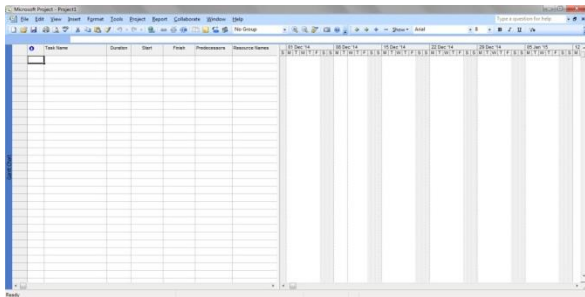 Microsoft Project - Project1
File Edit View Insert Format Tools Project Report Collaborate Window Help
Type a question for help
No Group Show Arial 8 B I U
Task Name Duration Start Finish Predecessors Resource Names
01 Dec '14 08 Dec '14 15 Dec '14 22 Dec '14 29 Dec '14 05 Jan '15 12
S M T W T F S S M T W T F S S M T W T F S S M T W T F S S M T W T F S S M T W T F S S M
Gantt Chart
Ready